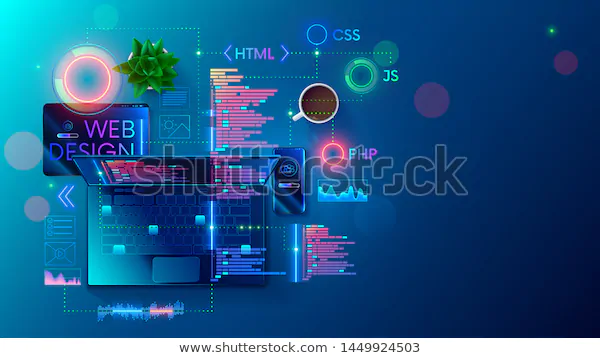 CSS
<HTML>
JS
WEB
DESIGN
PHP
shutterstock
www.shutterstock.com · 1449924503